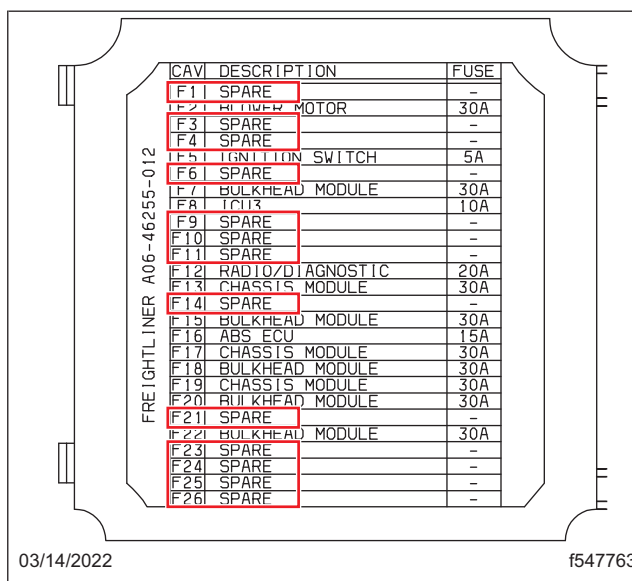 CAV DESCRIPTION FUSE
F1 SPARE -
F2 BLOWER MOTOR 30A
F3 SPARE -
F4 SPARE -
F5 IGNITION SWITCH 5A
F6 SPARE -
F7 BULKHEAD MODULE 30A
F8 ICU3 10A
F9 SPARE -
F10 SPARE -
F11 SPARE -
F12 RADIO/DIAGNOSTIC 20A
F13 CHASSIS MODULE 30A
F14 SPARE -
F15 BULKHEAD MODULE 30A
F16 ABS ECU 15A
F17 CHASSIS MODULE 30A
F18 BULKHEAD MODULE 30A
F19 CHASSIS MODULE 30A
F20 BULKHEAD MODULE 30A
F21 SPARE -
F22 BULKHEAD MODULE 30A
F23 SPARE -
F24 SPARE -
F25 SPARE -
F26 SPARE -
FREIGHTLINER A06-46255-012
03/14/2022 f547763